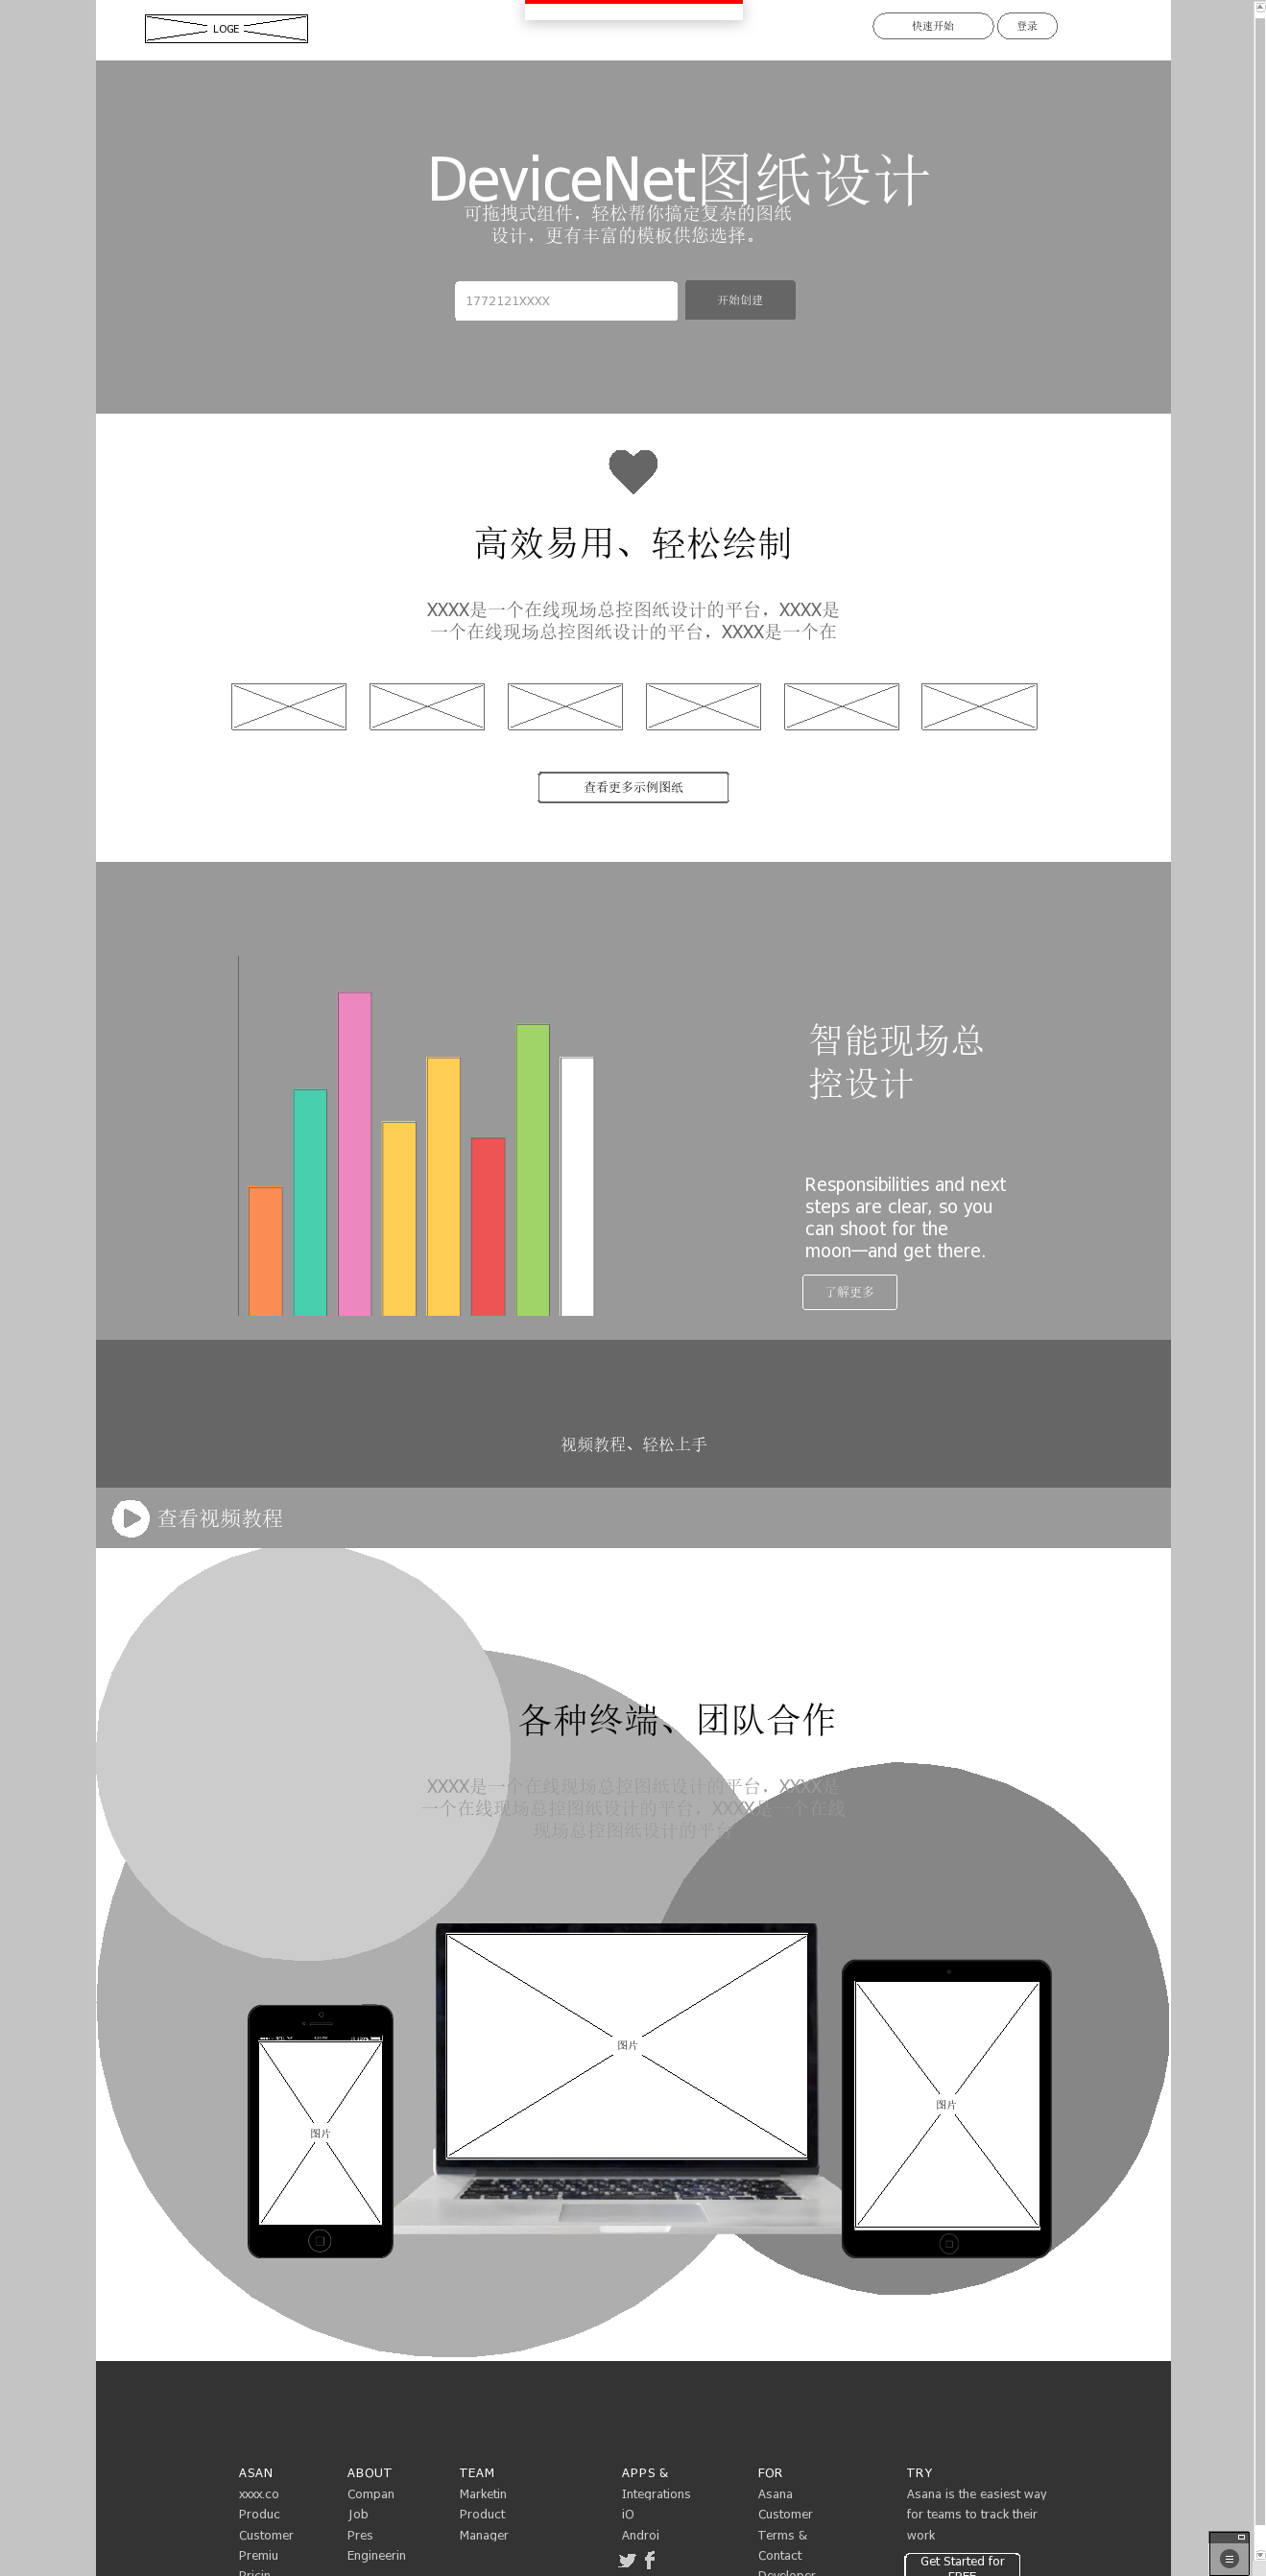 LOGE
快速开始
登录
DeviceNet图纸设计
可拖拽式组件，轻松帮你搞定复杂的图纸
设计，更有丰富的模板供您选择。
1772121XXXX
开始创建
高效易用、轻松绘制
XXXX是一个在线现场总控图纸设计的平台，XXXX是
一个在线现场总控图纸设计的平台，XXXX是一个在
查看更多示例图纸
智能现场总
控设计
Responsibilities and next
steps are clear, so you
can shoot for the
moon—and get there.
了解更多
视频教程、轻松上手
查看视频教程
各种终端、团队合作
XXXX是一个在线现场总控图纸设计的平台，XXXX是
一个在线现场总控图纸设计的平台，XXXX是一个在线
现场总控图纸设计的平台
图片
图片
图片
ASAN
xxxx.co
Produc
Customer
Premiu
Pricin
ABOUT
Compan
Job
Pres
Engineerin
TEAM
Marketin
Product
Manager
APPS &
Integrations
iO
Androi
FOR
Asana
Customer
Terms &
Contact
Developer
TRY
Asana is the easiest way
for teams to track their
work
Get Started for
FREE